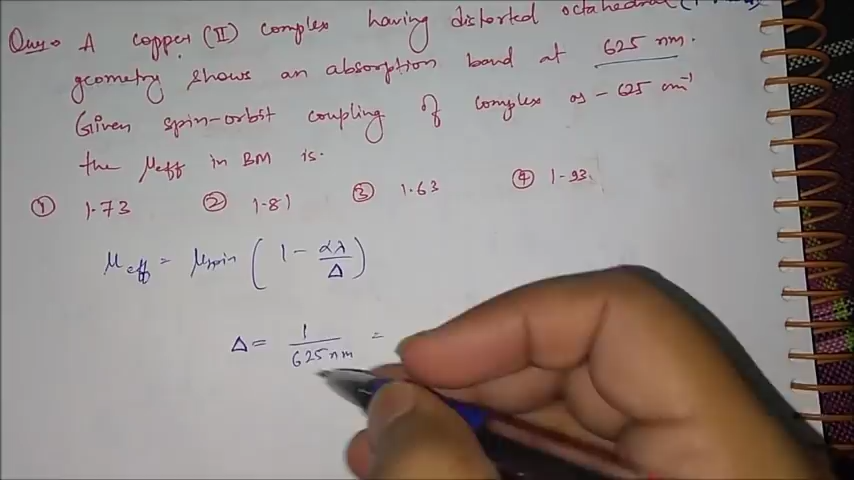 Ques A copper (II) complex having distorted octahedral
geometry shows an absorption band at 625 nm.
Given spin-orbit coupling of complex as - 625 cm⁻¹
the μeff in BM is.
① 1.73 ② 1.81 ③ 1.63 ④ 1.93
μeff = μspin ( 1 - αλ/Δ )
Δ = 1/625nm =